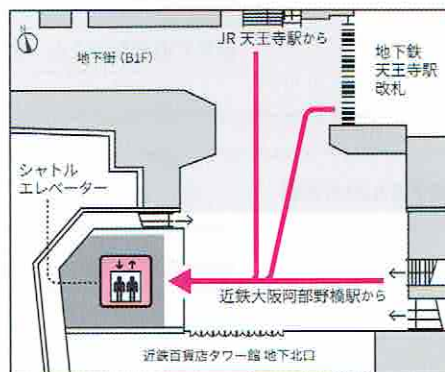 JR 天王寺駅から
地下街（B1F）
地下鉄
天王寺駅
改札
シャトル
エレベーター
近鉄大阪阿部野橋駅から
近鉄百貨店タワー館 地下北口
N